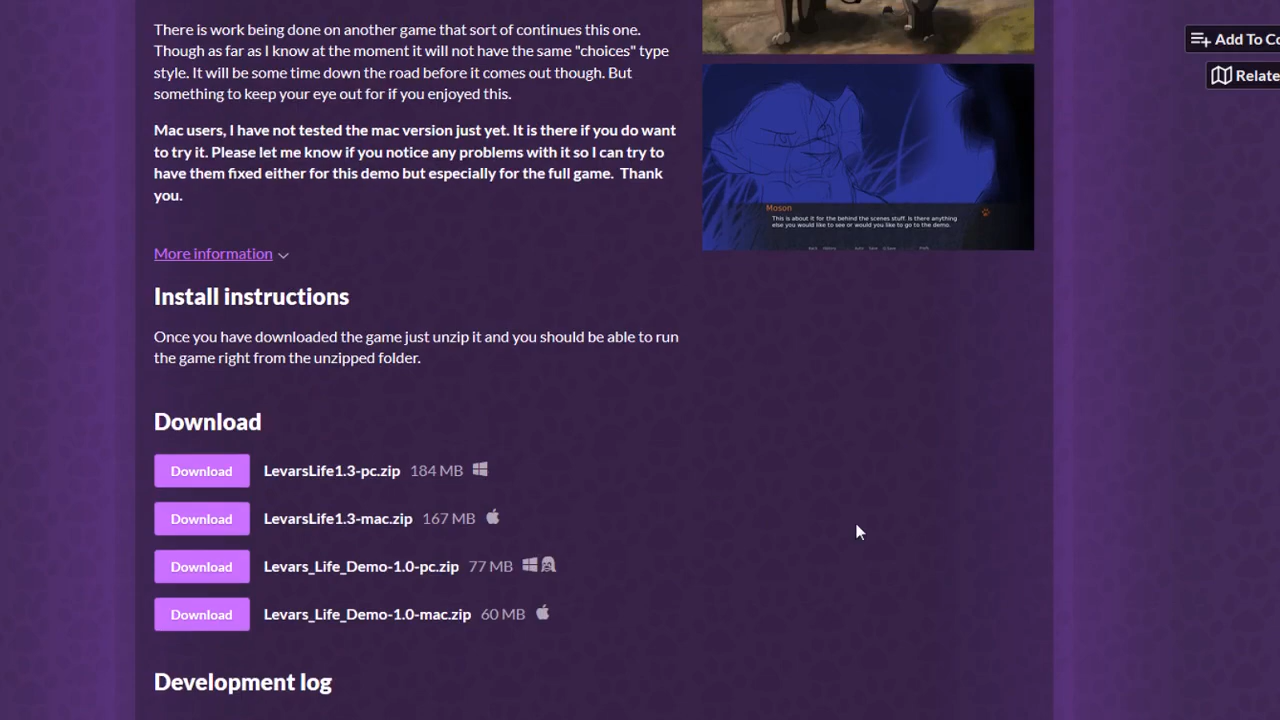 There is work being done on another game that sort of continues this one.
Though as far as I know at the moment it will not have the same "choices" type
style. It will be some time down the road before it comes out though. But
something to keep your eye out for if you enjoyed this.
Mac users, I have not tested the mac version just yet. It is there if you do want
to try it. Please let me know if you notice any problems with it so I can try to
have them fixed either for this demo but especially for the full game. Thank
you.
More information
Install instructions
Once you have downloaded the game just unzip it and you should be able to run
the game right from the unzipped folder.
Download
Download LevarsLife1.3-pc.zip 184 MB
Download LevarsLife1.3-mac.zip 167 MB
Download Levars_Life_Demo-1.0-pc.zip 77 MB
Download Levars_Life_Demo-1.0-mac.zip 60 MB
Development log
Moson
This is about it for the behind the scenes stuff. Is there anything
else you would like to see or would you like to go to the demo.
Add To Co
Relate